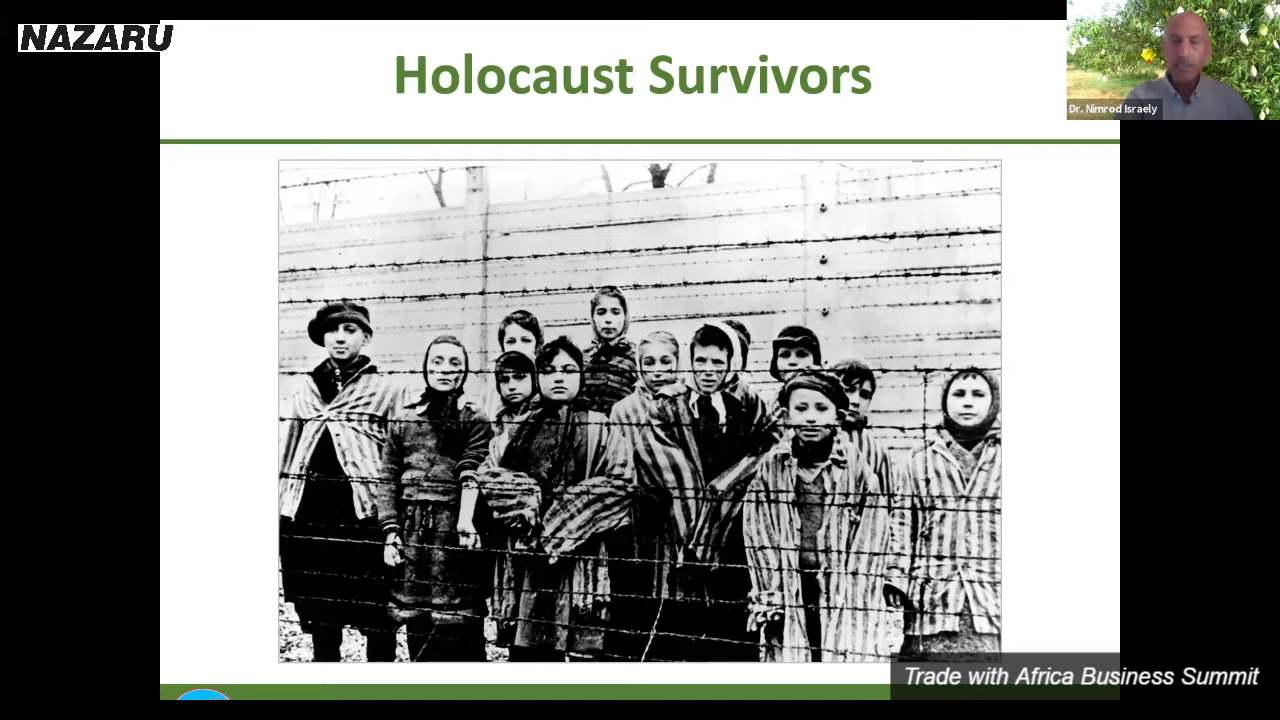 NAZARU
Holocaust Survivors
Dr. Nimrod Israely
Trade with Africa Business Summit